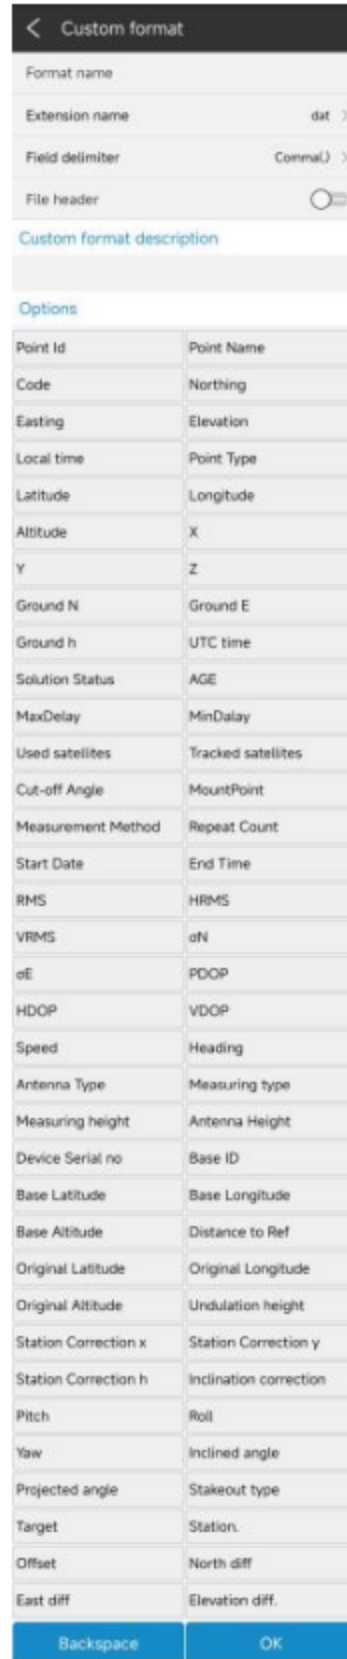 Custom format
Format name
Extension name dat
Field delimiter Comma(,)
File header
Custom format description
Options
Point Id Point Name
Code Northing
Easting Elevation
Local time Point Type
Latitude Longitude
Altitude X
Y Z
Ground N Ground E
Ground h UTC time
Solution Status AGE
MaxDelay MinDalay
Used satellites Tracked satellites
Cut-off Angle MountPoint
Measurement Method Repeat Count
Start Date End Time
RMS HRMS
VRMS σN
σE PDOP
HDOP VDOP
Speed Heading
Antenna Type Measuring type
Measuring height Antenna Height
Device Serial no Base ID
Base Latitude Base Longitude
Base Altitude Distance to Ref
Original Latitude Original Longitude
Original Altitude Undulation height
Station Correction x Station Correction y
Station Correction h Inclination correction
Pitch Roll
Yaw Inclined angle
Projected angle Stakeout type
Target Station.
Offset North diff
East diff Elevation diff.
Backspace OK